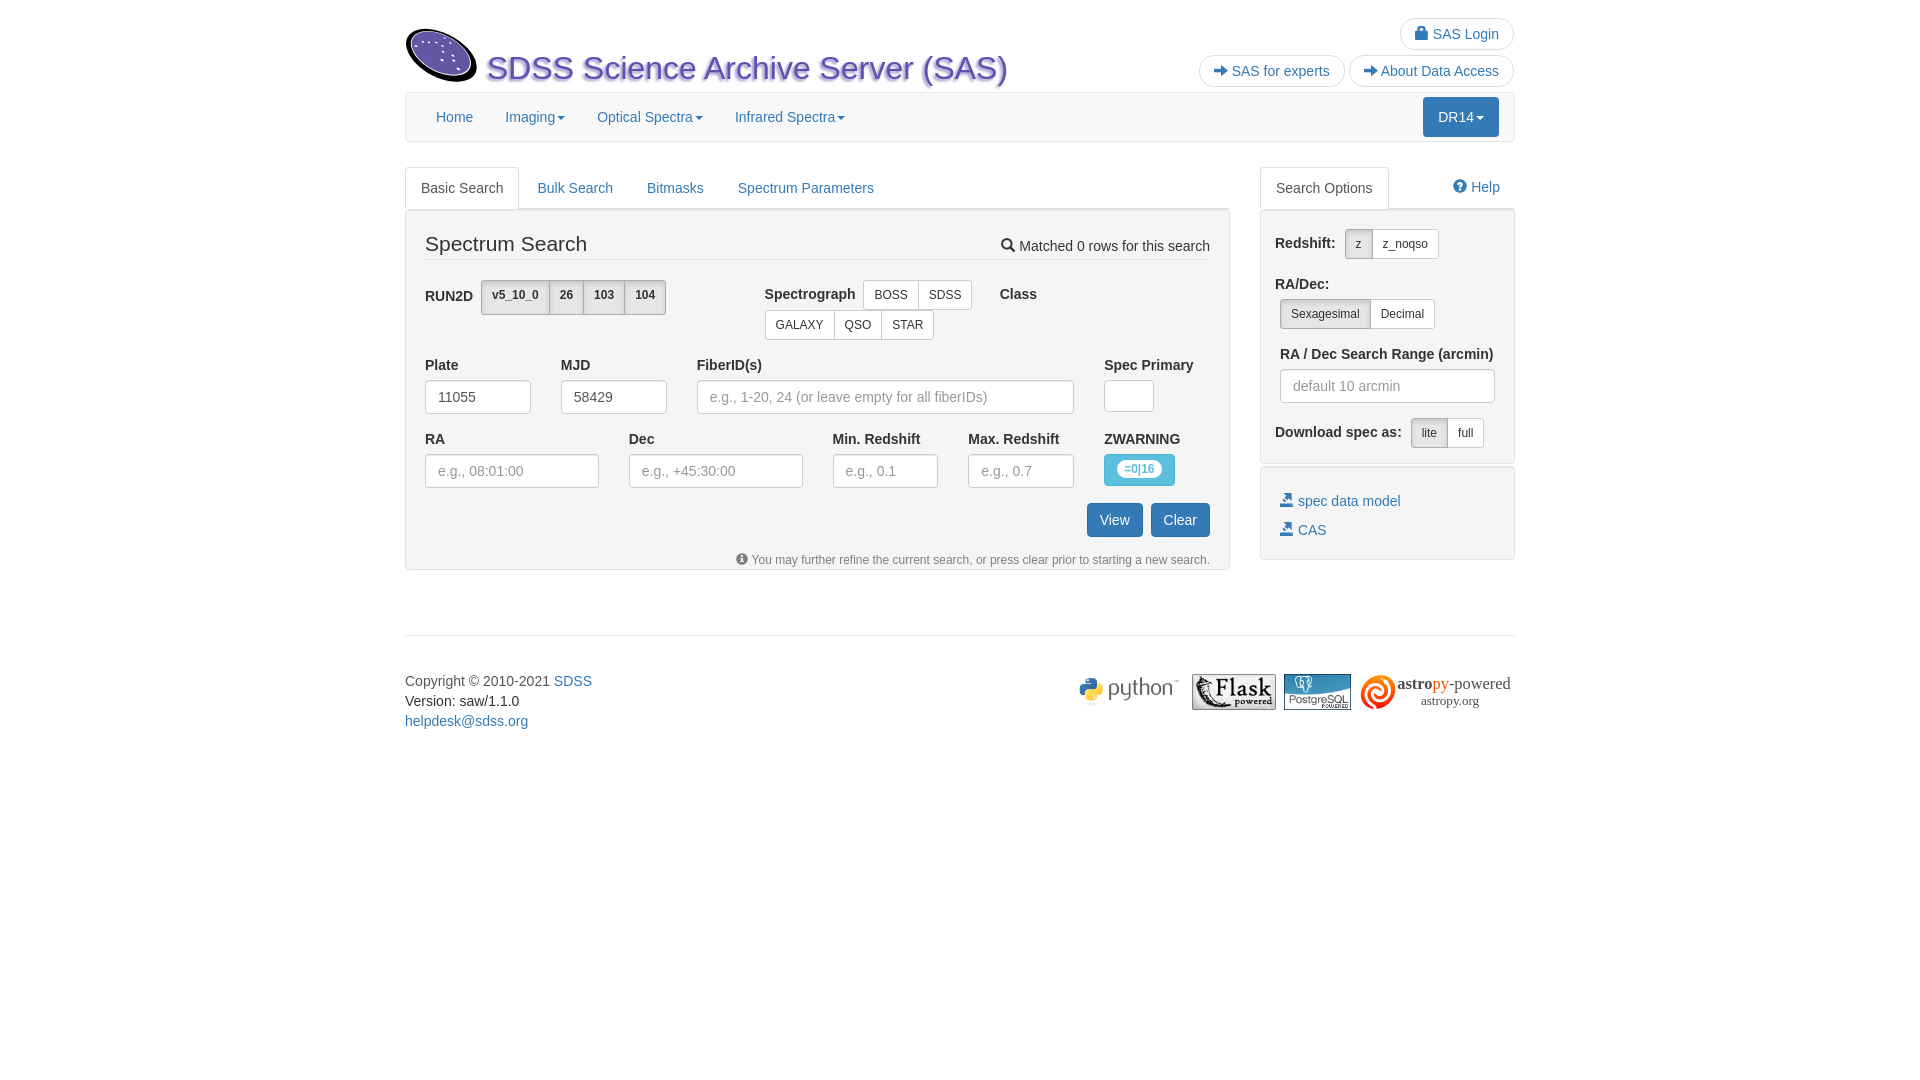 SAS Login
SDSS Science Archive Server (SAS)
SAS for experts
About Data Access
Home
Imaging
Optical Spectra
Infrared Spectra
DR14
Basic Search
Bulk Search
Bitmasks
Spectrum Parameters
Search Options
Help
Spectrum Search
Matched 0 rows for this search
RUN2D
v5_10_0
26
103
104
Spectrograph
BOSS
SDSS
Class
GALAXY
QSO
STAR
Plate
MJD
FiberID(s)
Spec Primary
11055
58429
e.g., 1-20, 24 (or leave empty for all fiberIDs)
RA
Dec
Min. Redshift
Max. Redshift
ZWARNING
e.g., 08:01:00
e.g., +45:30:00
e.g., 0.1
e.g., 0.7
=0|16
View
Clear
You may further refine the current search, or press clear prior to starting a new search.
Redshift:
z
z_noqso
RA/Dec:
Sexagesimal
Decimal
RA / Dec Search Range (arcmin)
default 10 arcmin
Download spec as:
lite
full
spec data model
CAS
Copyright © 2010-2021 SDSS
Version: saw/1.1.0
helpdesk@sdss.org
python™
Flask
powered
PostgreSQL
POWERED
astropy-powered
astropy.org